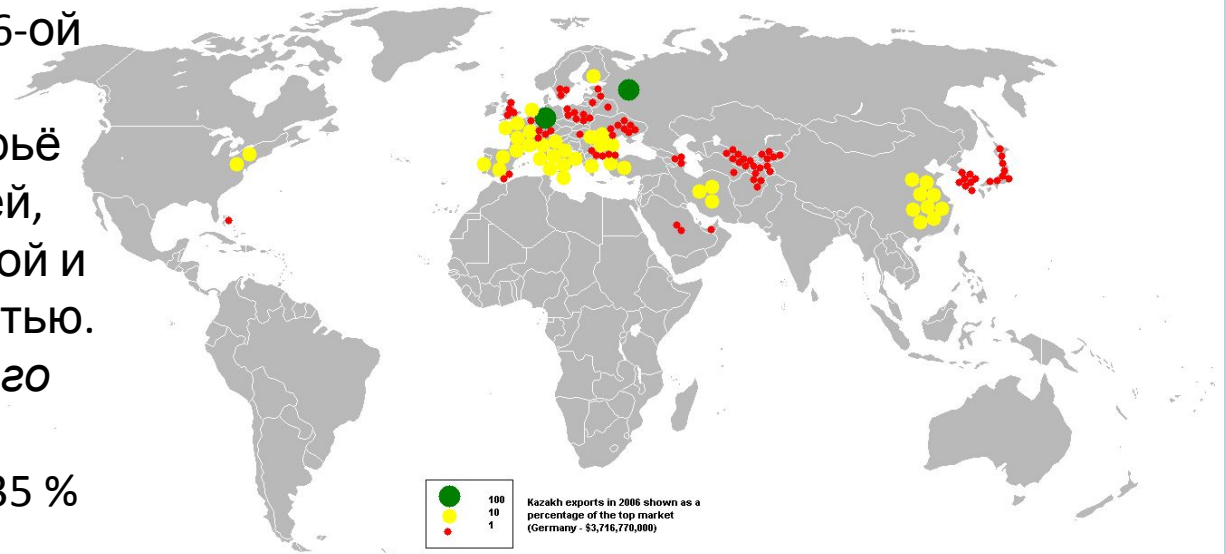 6-ой
рьё
ей,
ой и
тью.
го
35 %
100
10
1
Kazakh exports in 2006 shown as a
percentage of the top market
(Germany - $3,716,770,000)